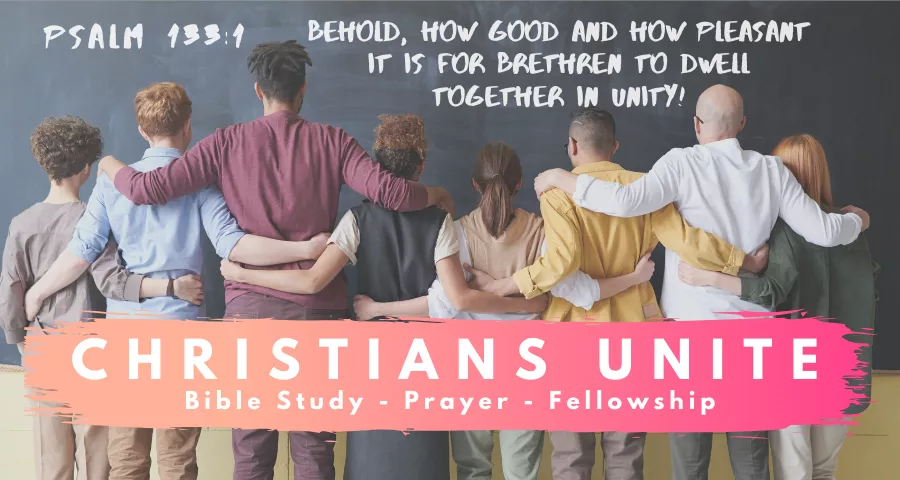 PSALM 133:1
BEHOLD, HOW GOOD AND HOW PLEASANT
IT IS FOR BRETHREN TO DWELL
TOGETHER IN UNITY!
CHRISTIANS UNITE
Bible Study - Prayer - Fellowship